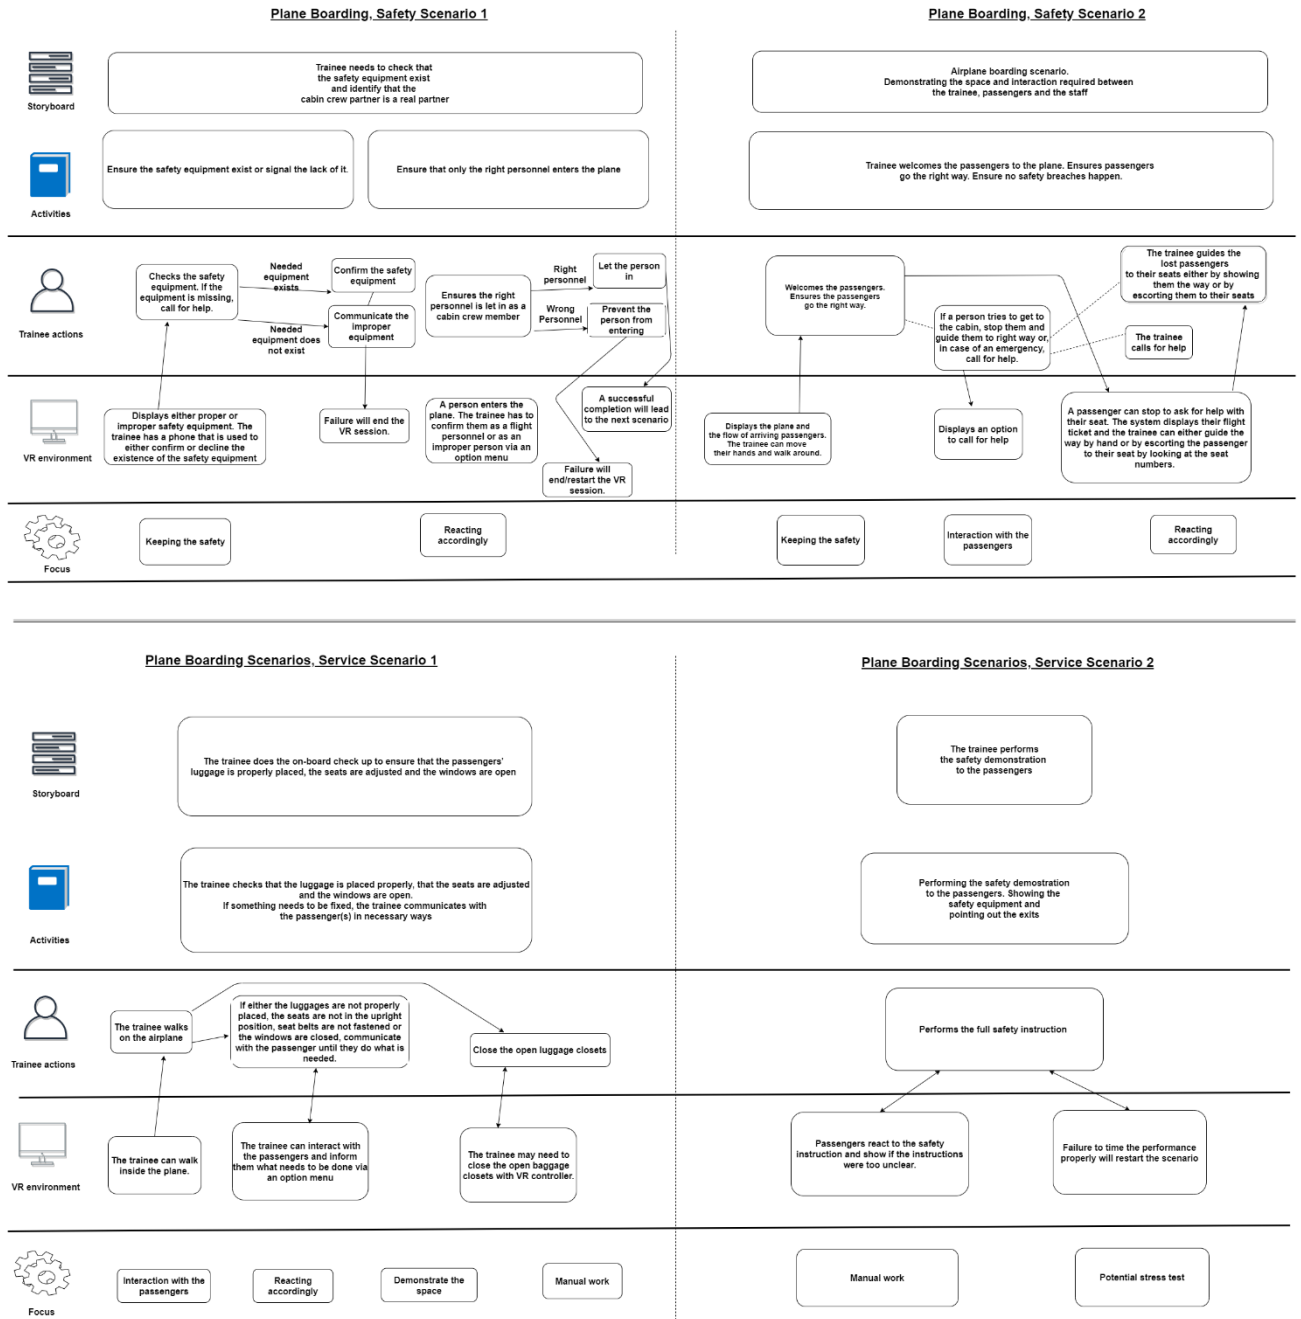 Plane Boarding, Safety Scenario 1
Plane Boarding, Safety Scenario 2
Storyboard
Trainee needs to check that
the safety equipment exist
and identify that the
cabin crew partner is a real partner
Airplane boarding scenario.
Demonstrating the space and interaction required between
the trainee, passengers and the staff
Activities
Ensure the safety equipment exist or signal the lack of it.
Ensure that only the right personnel enters the plane
Trainee welcomes the passengers to the plane. Ensures passengers
go the right way. Ensure no safety breaches happen.
Trainee actions
Checks the safety
equipment. If the
equipment is missing,
call for help.
Needed
equipment
exists
Needed
equipment does
not exist
Confirm the safety
equipment
Communicate the
improper
equipment
Ensures the right
personnel is let in as a
cabin crew member
Right
personnel
Wrong
Personnel
Let the person
in
Prevent the
person from
entering
Welcomes the passengers.
Ensures the passengers
go the right way.
If a person tries to get to
the cabin, stop them and
guide them to right way or,
in case of an emergency,
call for help.
The trainee guides the
lost passengers
to their seats either by showing
them the way or by
escorting them to their seats
The trainee
calls for help
VR environment
Displays either proper or
improper safety equipment. The
trainee has a phone that is used to
either confirm or decline the
existence of the safety equipment
Failure will end the
VR session.
A person enters the
plane. The trainee has to
confirm them as a flight
personnel or as an
improper person via an
option menu
A successful
completion will lead
to the next scenario
Failure will
end/restart the VR
session.
Displays the plane and
the flow of arriving passengers.
The trainee can move
their hands and walk around.
Displays an option
to call for help
A passenger can stop to ask for help with
their seat. The system displays their flight
ticket and the trainee can either guide the
way by hand or by escorting the passenger
to their seat by looking at the seat
numbers.
Focus
Keeping the safety
Reacting
accordingly
Keeping the safety
Interaction with the
passengers
Reacting
accordingly
Plane Boarding Scenarios, Service Scenario 1
Plane Boarding Scenarios, Service Scenario 2
Storyboard
The trainee does the on-board check up to ensure that the passengers'
luggage is properly placed, the seats are adjusted and the windows are open
The trainee performs
the safety demonstration
to the passengers
Activities
The trainee checks that the luggage is placed properly, that the seats are adjusted
and the windows are open.
If something needs to be fixed, the trainee communicates with
the passenger(s) in necessary ways
Performing the safety demostration
to the passengers. Showing the
safety equipment and
pointing out the exits
Trainee actions
The trainee walks
on the airplane
If either the luggages are not properly
placed, the seats are not in the upright
position, seat belts are not fastened or
the windows are closed, communicate
with the passenger until they do what is
needed.
Close the open luggage closets
Performs the full safety instruction
VR environment
The trainee can walk
inside the plane.
The trainee can interact with
the passengers and inform
them what needs to be done via
an option menu
The trainee may need to
close the open baggage
closets with VR controller.
Passengers react to the safety
instruction and show if the instructions
were too unclear.
Failure to time the performance
properly will restart the scenario
Focus
Interaction with the
passengers
Reacting
accordingly
Demonstrate the
space
Manual work
Manual work
Potential stress test